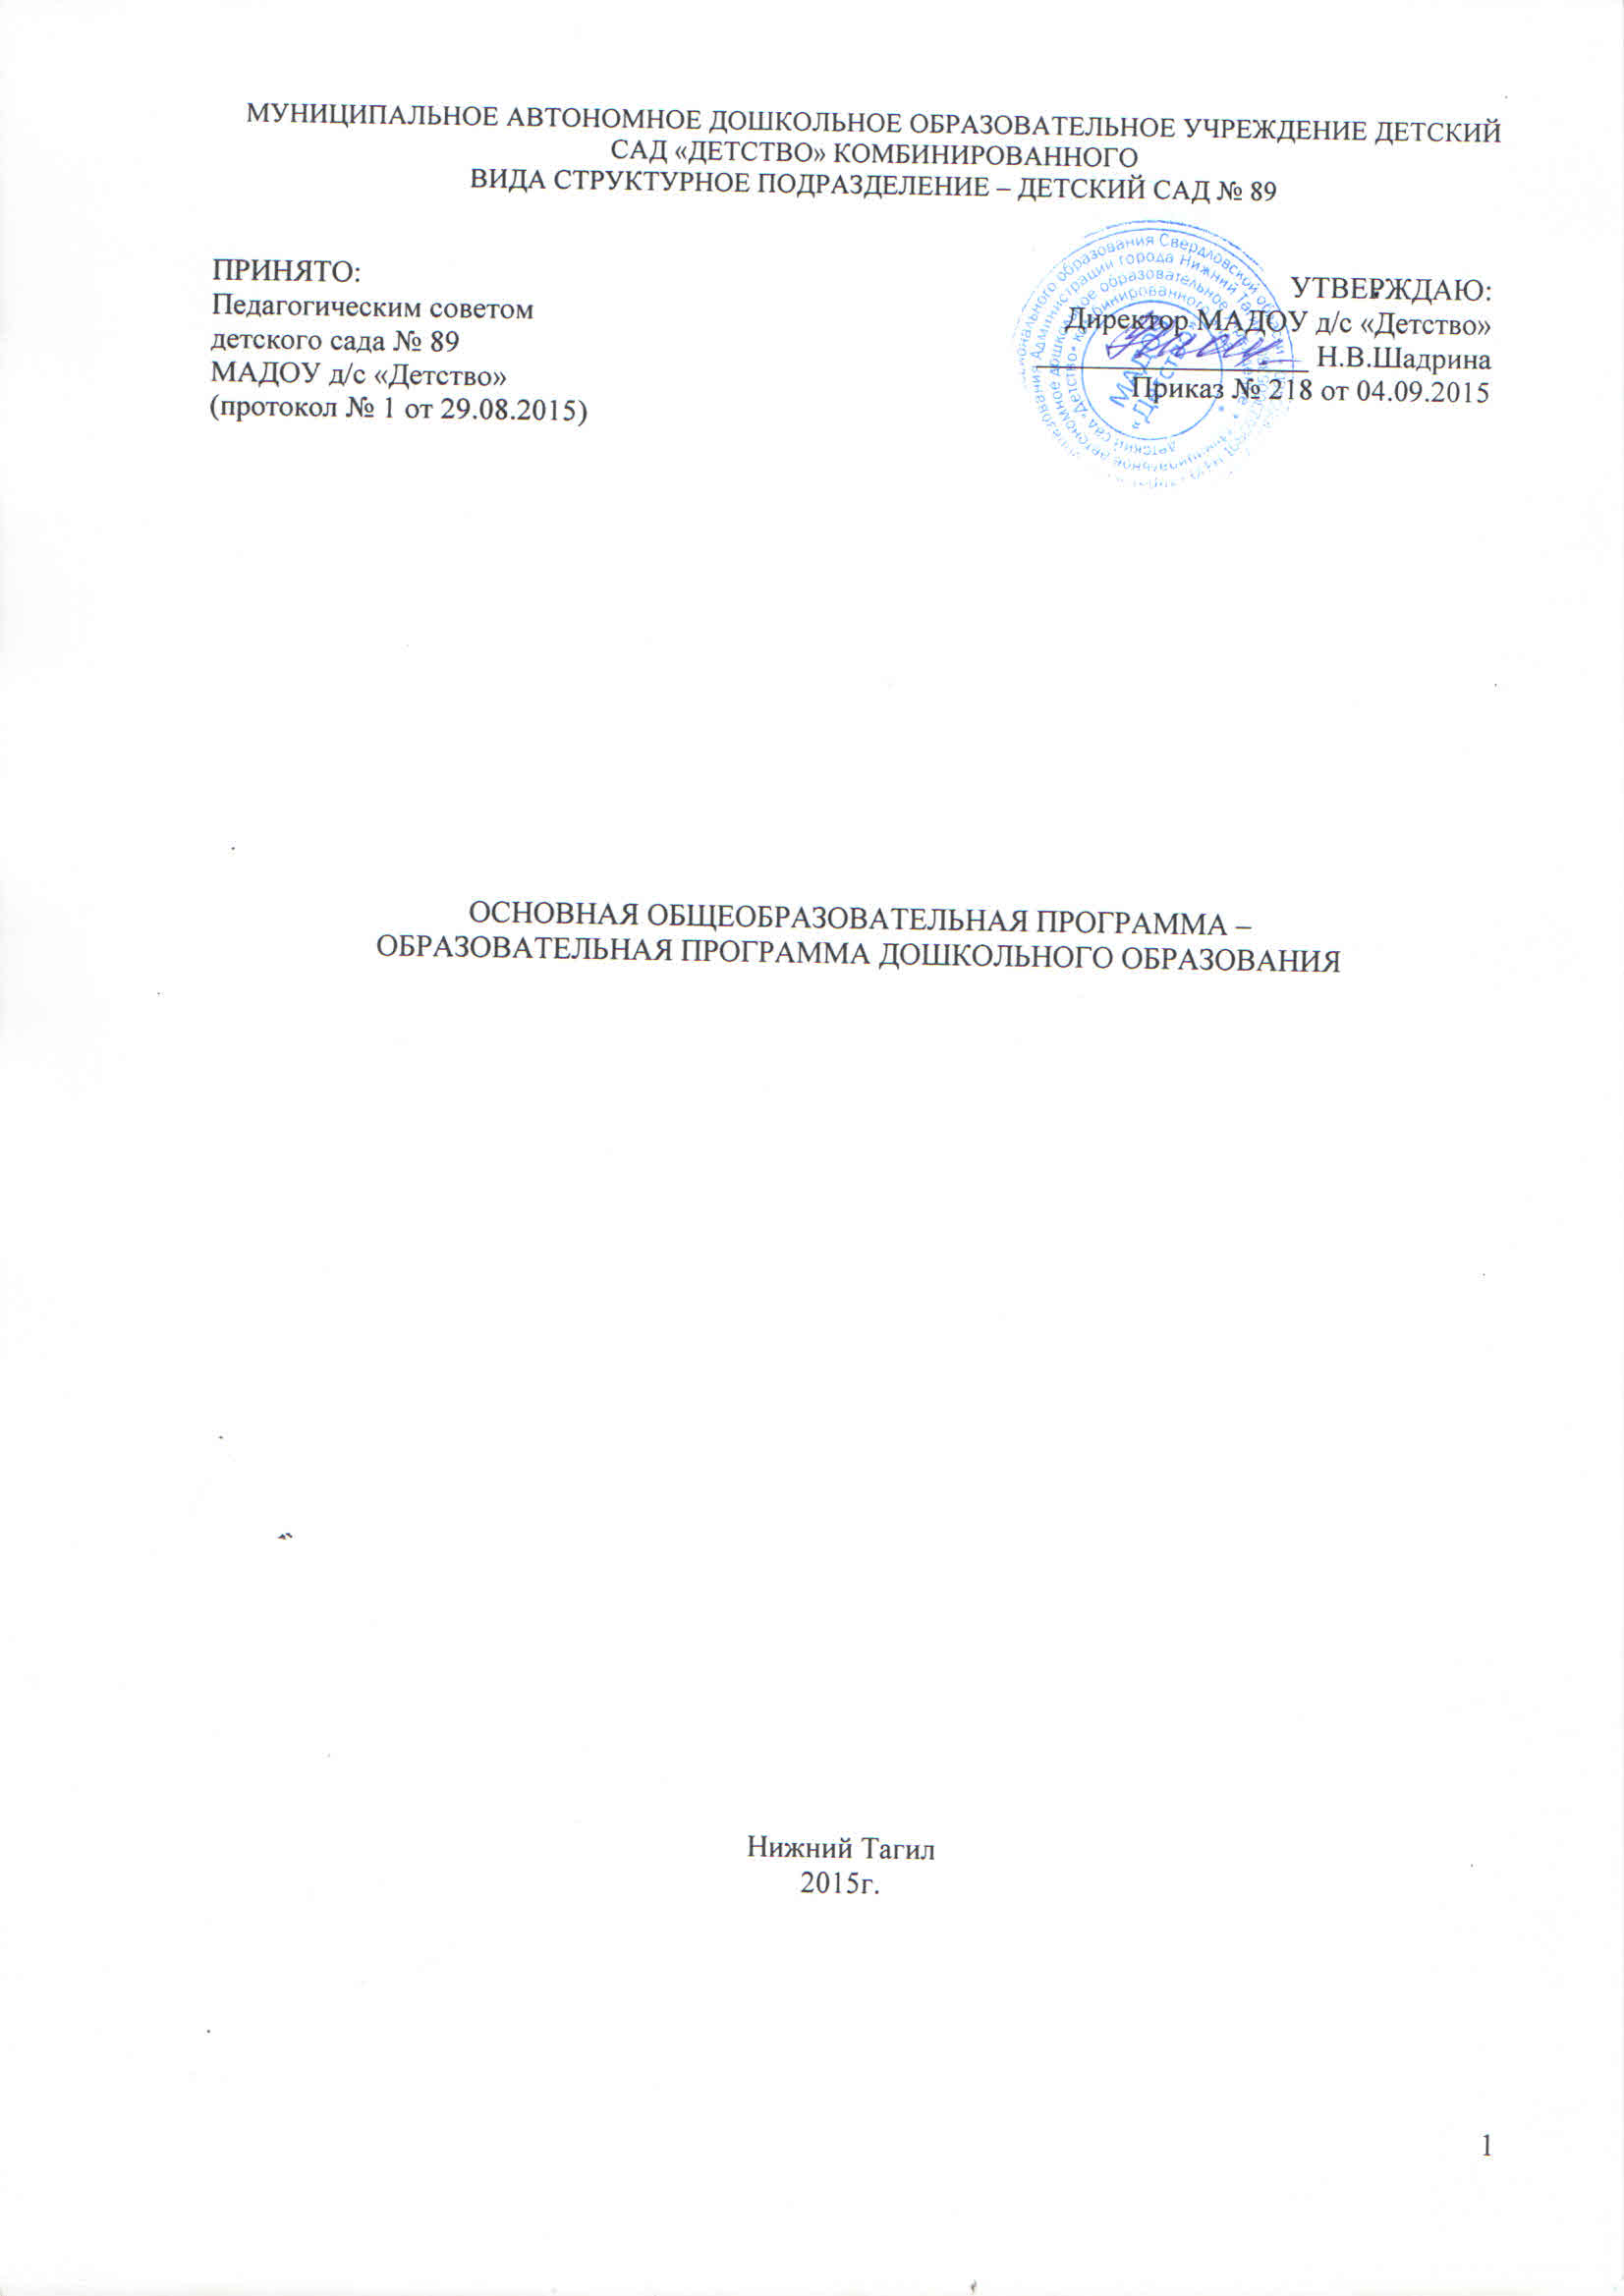 МУНИЦИПАЛЬНОЕ АВТОНОМНОЕ ДОШКОЛЬНОЕ ОБРАЗОВАТЕЛЬНОЕ УЧРЕЖДЕНИЕ ДЕТСКИЙ
САД «ДЕТСТВО» КОМБИНИРОВАННОГО
ВИДА СТРУКТУРНОЕ ПОДРАЗДЕЛЕНИЕ – ДЕТСКИЙ САД № 89
ПРИНЯТО:
Педагогическим советом
детского сада № 89
МАДОУ д/с «Детство»
(протокол № 1 от 29.08.2015)
УТВЕРЖДАЮ:
Директор МАДОУ д/с «Детство»
Н.В.Шадрина
Приказ № 218 от 04.09.2015
ОСНОВНАЯ ОБЩЕОБРАЗОВАТЕЛЬНАЯ ПРОГРАММА –
ОБРАЗОВАТЕЛЬНАЯ ПРОГРАММА ДОШКОЛЬНОГО ОБРАЗОВАНИЯ
Нижний Тагил
2015г.
1